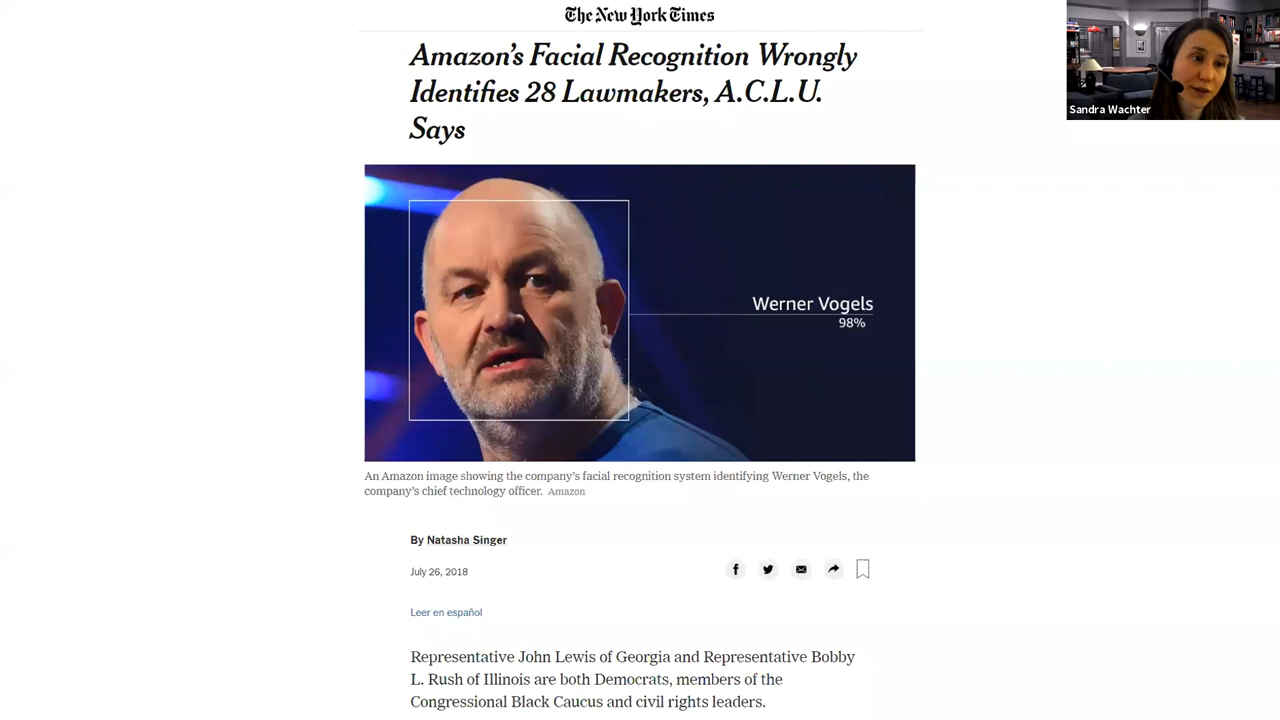 The New York Times
Amazon's Facial Recognition Wrongly
Identifies 28 Lawmakers, A.C.L.U.
Says
Sandra Wachter
Werner Vogels
98%
An Amazon image showing the company's facial recognition system identifying Werner Vogels, the
company's chief technology officer. Amazon
By Natasha Singer
July 26, 2018
Leer en español
Representative John Lewis of Georgia and Representative Bobby
L. Rush of Illinois are both Democrats, members of the
Congressional Black Caucus and civil rights leaders.